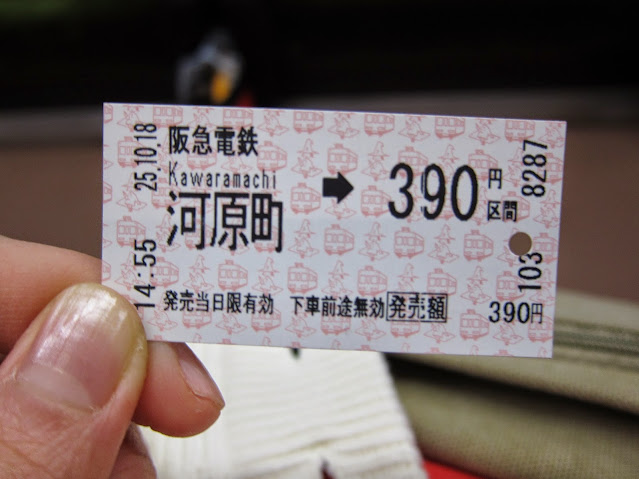 阪急電鉄
Kawaramachi
河原町 → 390円区間
発売当日限有効 下車前途無効 発売額 390円
25.10.18 14:55
8287 103